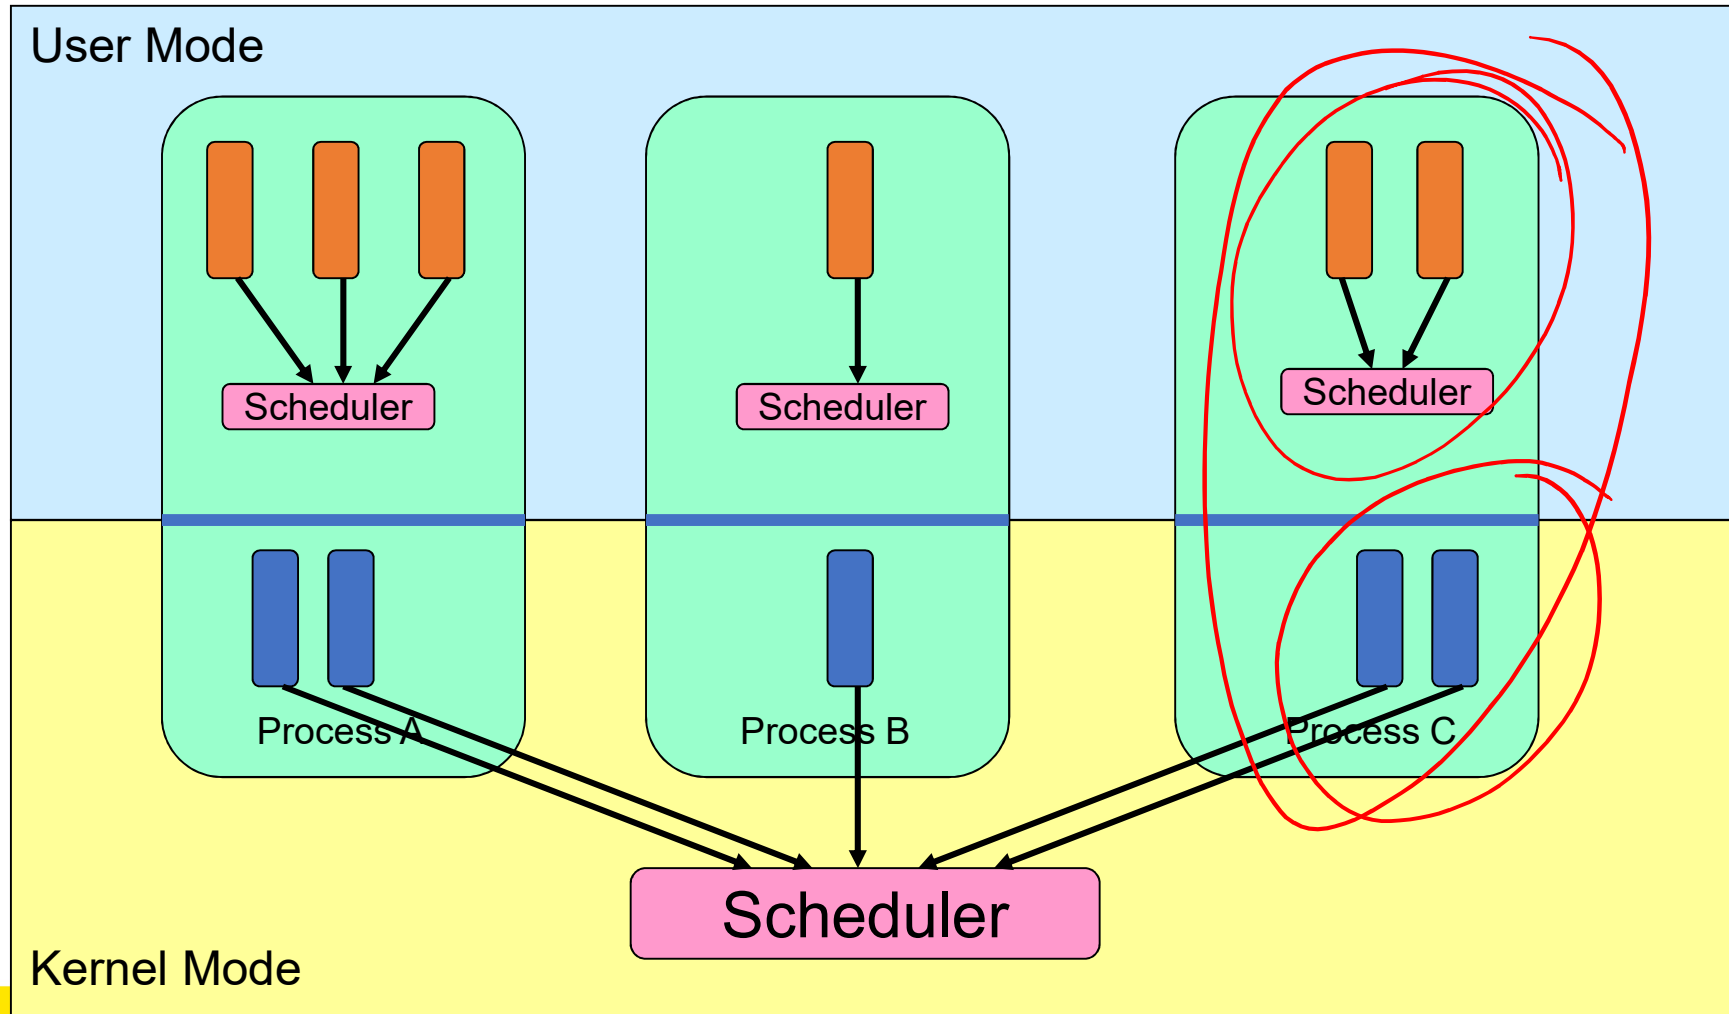 User Mode
Scheduler
Scheduler
Scheduler
Process A
Process B
Process C
Scheduler
Kernel Mode